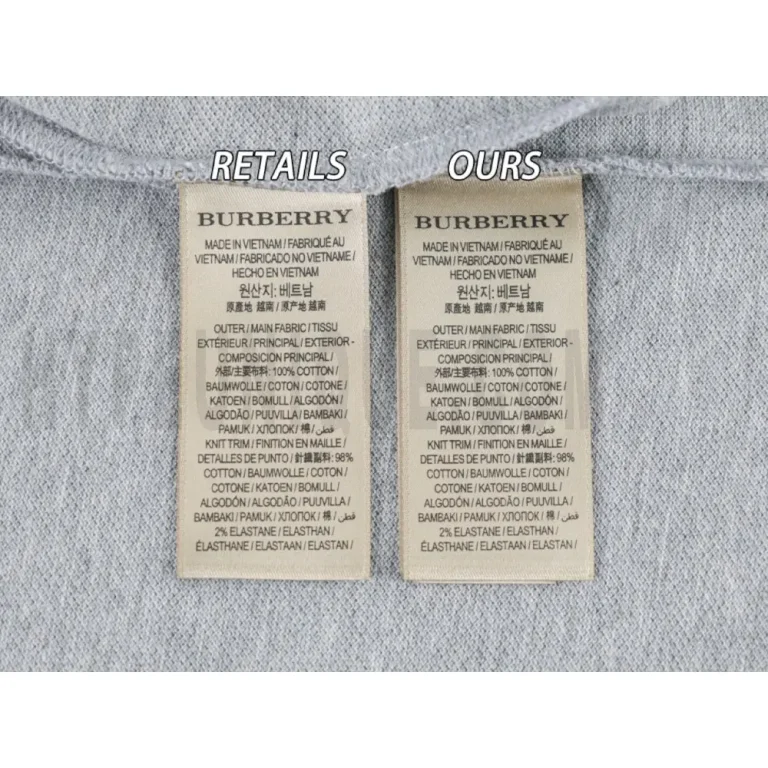 RETAILS
OURS
BURBERRY
MADE IN VIETNAM / FABRIQUÉ AU
VIETNAM / FABRICADO NO VIETNAME /
HECHO EN VIETNAM
원산지: 베트남
原產地 越南 / 原产地 越南
OUTER / MAIN FABRIC / TISSU
EXTÉRIEUR / PRINCIPAL / EXTERIOR -
COMPOSICION PRINCIPAL /
外部/主要布料: 100% COTTON /
BAUMWOLLE / COTON / COTONE /
KATOEN / BOMULL / ALGODÓN /
ALGODÃO / PUUVILLA / BAMBAKI /
PAMUK / ХЛОПОК / 棉 / قطن /
KNIT TRIM / FINITION EN MAILLE /
DETALLES DE PUNTO / 針織副料: 98%
COTTON / BAUMWOLLE / COTON /
COTONE / KATOEN / BOMULL /
ALGODÓN / ALGODÃO / PUUVILLA /
BAMBAKI / PAMUK / ХЛОПОК / 棉 / قطن /
2% ELASTANE / ELASTHAN /
ÉLASTHANE / ELASTAAN / ELASTAN /
BURBERRY
MADE IN VIETNAM / FABRIQUÉ AU
VIETNAM / FABRICADO NO VIETNAME /
HECHO EN VIETNAM
원산지: 베트남
原產地 越南 / 原产地 越南
OUTER / MAIN FABRIC / TISSU
EXTÉRIEUR / PRINCIPAL / EXTERIOR -
COMPOSICION PRINCIPAL /
外部/主要布料: 100% COTTON /
BAUMWOLLE / COTON / COTONE /
KATOEN / BOMULL / ALGODÓN /
ALGODÃO / PUUVILLA / BAMBAKI /
PAMUK / ХЛОПОК / 棉 / قطن /
KNIT TRIM / FINITION EN MAILLE /
DETALLES DE PUNTO / 針織副料: 98%
COTTON / BAUMWOLLE / COTON /
COTONE / KATOEN / BOMULL /
ALGODÓN / ALGODÃO / PUUVILLA /
BAMBAKI / PAMUK / ХЛОПОК / 棉 / قطن /
2% ELASTANE / ELASTHAN /
ÉLASTHANE / ELASTAAN / ELASTAN /